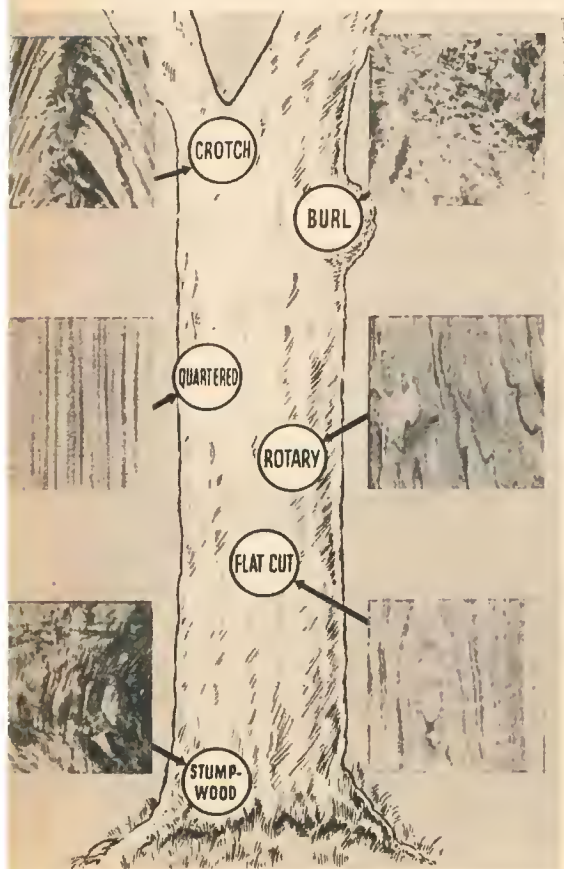 CROTCH
BURL
QUARTERED
ROTARY
FLAT CUT
STUMP-
WOOD